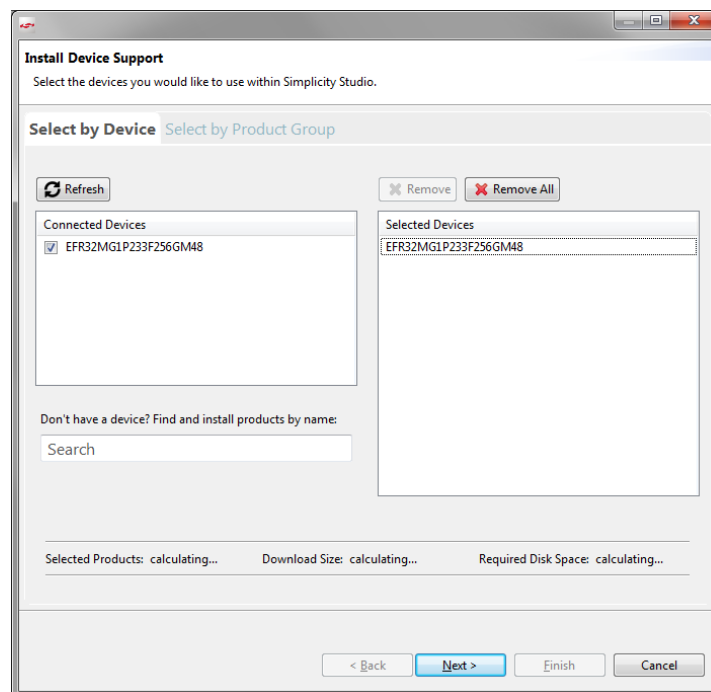 Install Device Support
Select the devices you would like to use within Simplicity Studio.
Select by Device Select by Product Group
Refresh
Remove Remove All
Connected Devices
EFR32MG1P233F256GM48
Selected Devices
EFR32MG1P233F256GM48
Don't have a device? Find and install products by name:
Search
Selected Products: calculating... Download Size: calculating... Required Disk Space: calculating...
< Back Next > Finish Cancel